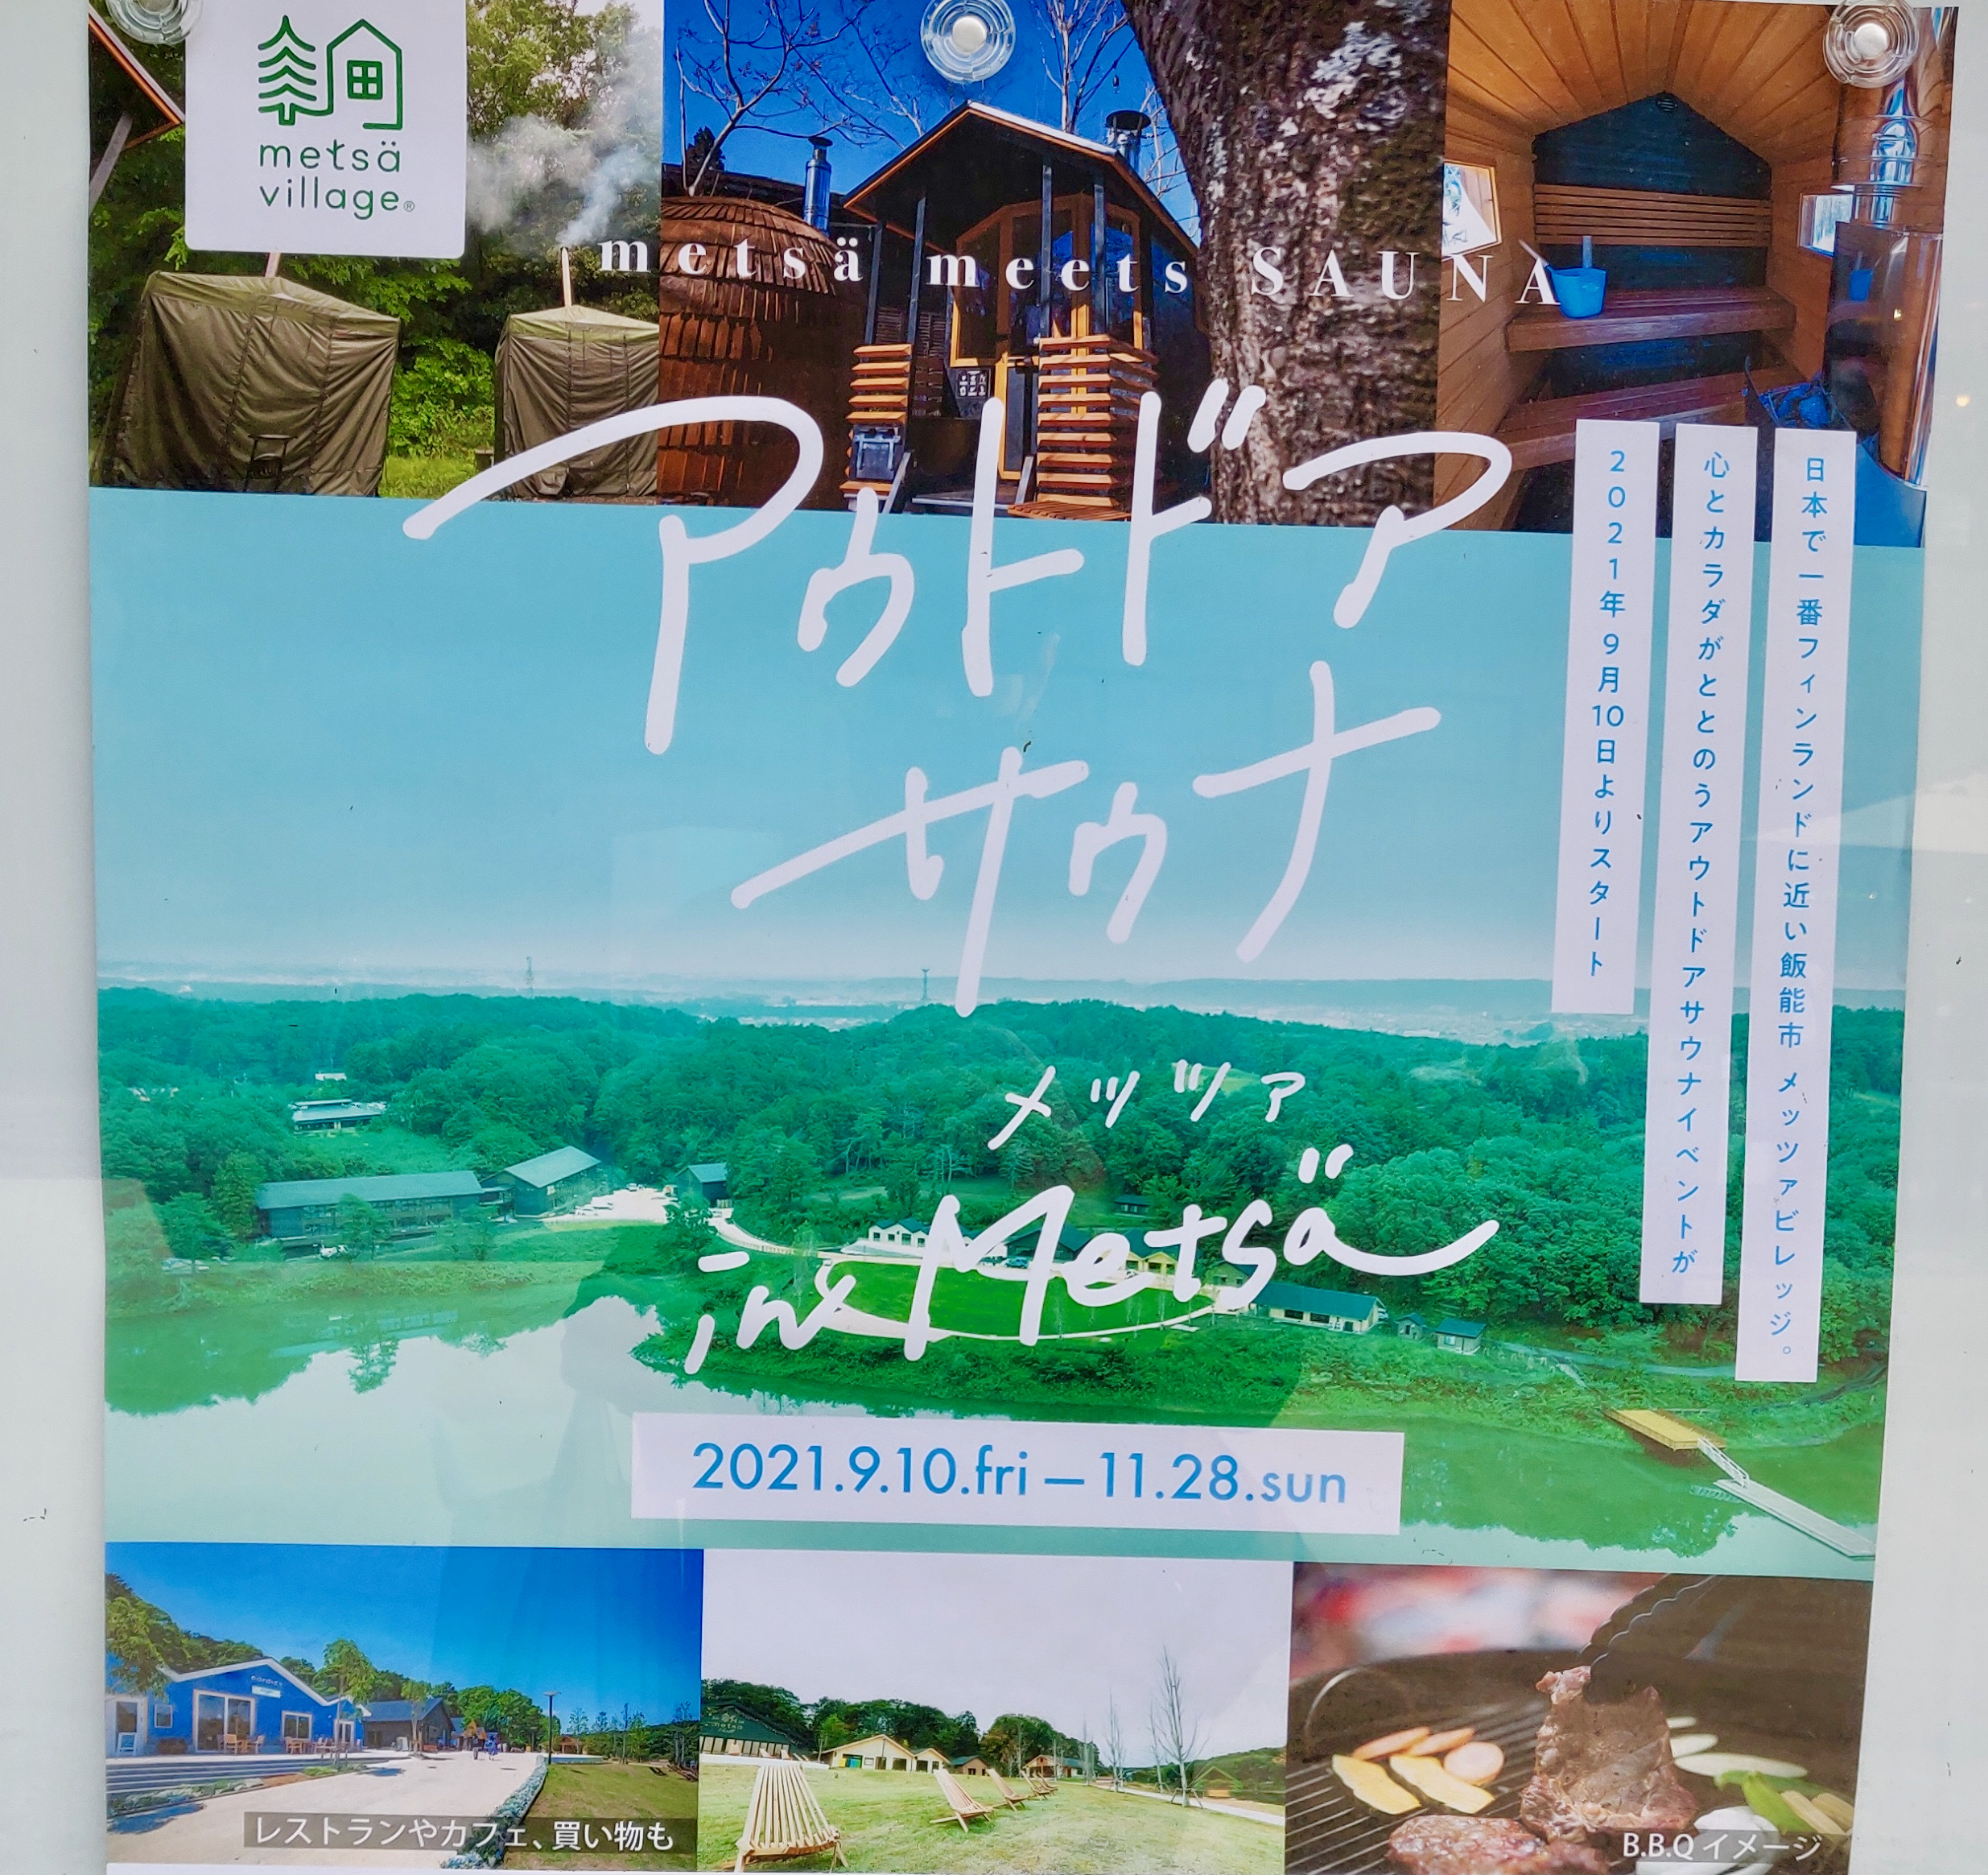 metsä
village®
metsä meets SAUNA
アウトドア
サウナ
メッツァ
in Metsä
日本で一番フィンランドに近い飯能市 メッツァビレッジ。
心とカラダがととのうアウトドアサウナイベントが
2021年9月10日よりスタート
2021.9.10.fri — 11.28.sun
レストランやカフェ、買い物も
B.B.Qイメージ